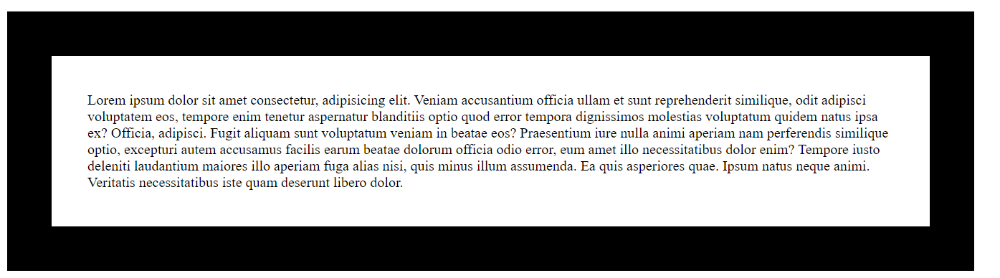 Lorem ipsum dolor sit amet consectetur, adipisicing elit. Veniam accusantium officia ullam et sunt reprehenderit similique, odit adipisci
voluptatem eos, tempore enim tenetur aspernatur blanditiis optio quod error tempora dignissimos molestias voluptatum quidem natus ipsa
ex? Officia, adipisci. Fugit aliquam sunt voluptatum veniam in beatae eos? Praesentium iure nulla animi aperiam nam perferendis similique
optio, excepturi autem accusamus facilis earum beatae dolorum officia odio error, eum amet illo necessitatibus dolor enim? Tempore iusto
deleniti laudantium maiores illo aperiam fuga alias nisi, quis minus illum assumenda. Ea quis asperiores quae. Ipsum natus neque animi.
Veritatis necessitatibus iste quam deserunt libero dolor.